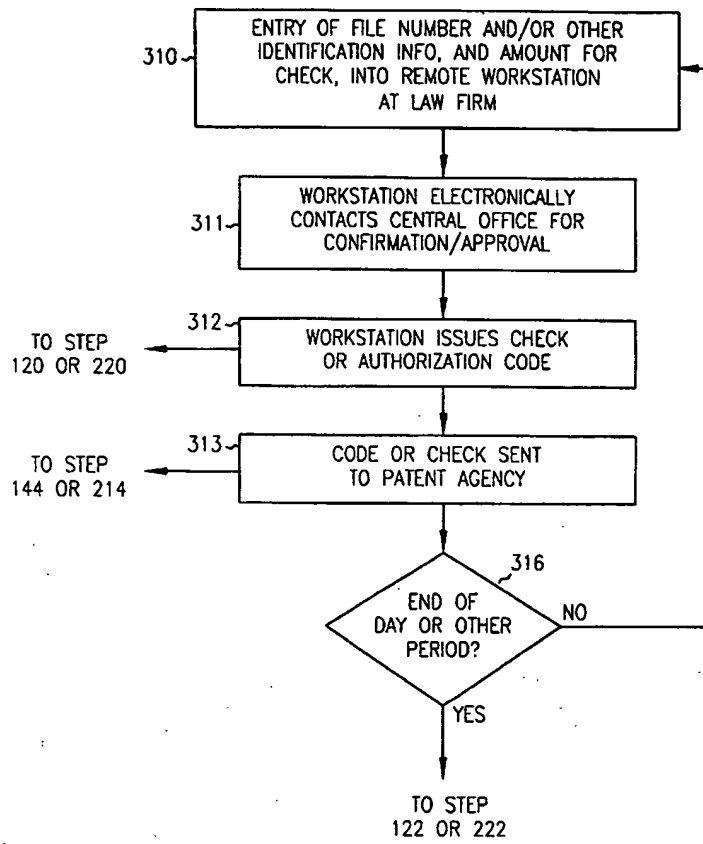 310
ENTRY OF FILE NUMBER AND/OR OTHER
IDENTIFICATION INFO, AND AMOUNT FOR
CHECK, INTO REMOTE WORKSTATION
AT LAW FIRM
311
WORKSTATION ELECTRONICALLY
CONTACTS CENTRAL OFFICE FOR
CONFIRMATION/APPROVAL
312
WORKSTATION ISSUES CHECK
OR AUTHORIZATION CODE
TO STEP
120 OR 220
313
CODE OR CHECK SENT
TO PATENT AGENCY
TO STEP
144 OR 214
316
END OF
DAY OR OTHER
PERIOD?
NO
YES
TO STEP
122 OR 222